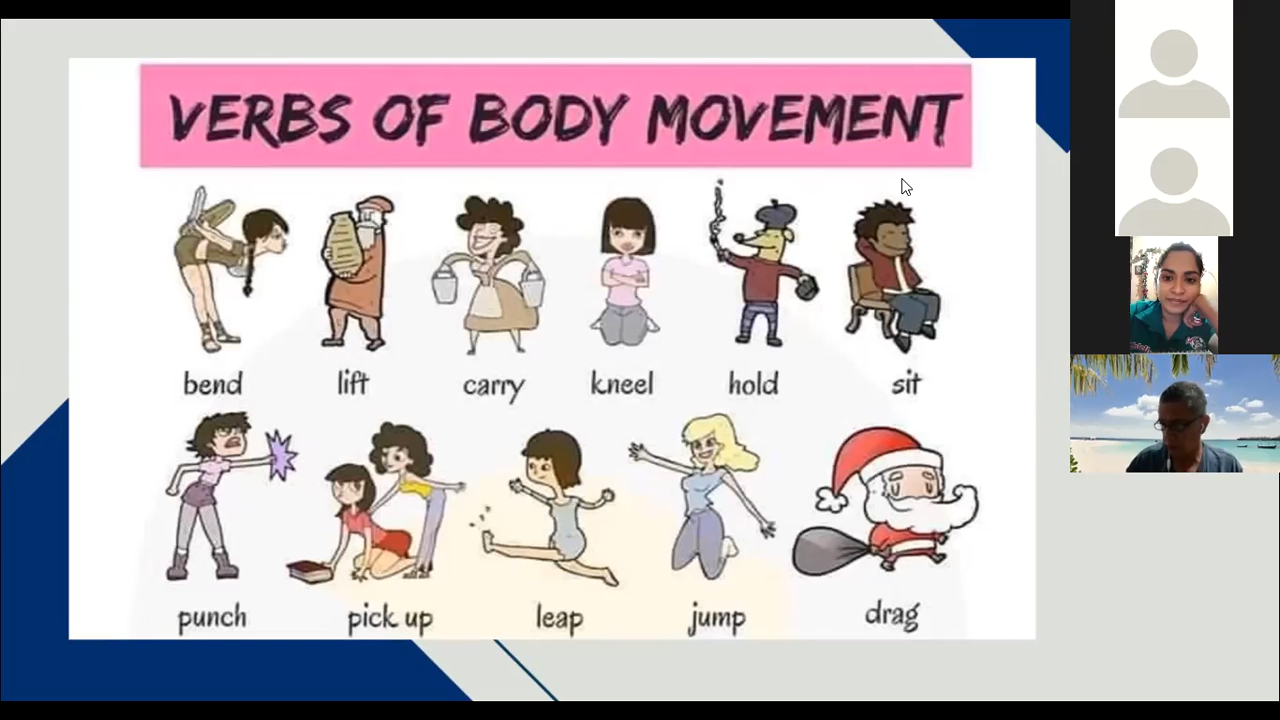 VERBS OF BODY MOVEMENT
bend lift carry kneel hold sit
punch pick up leap jump drag